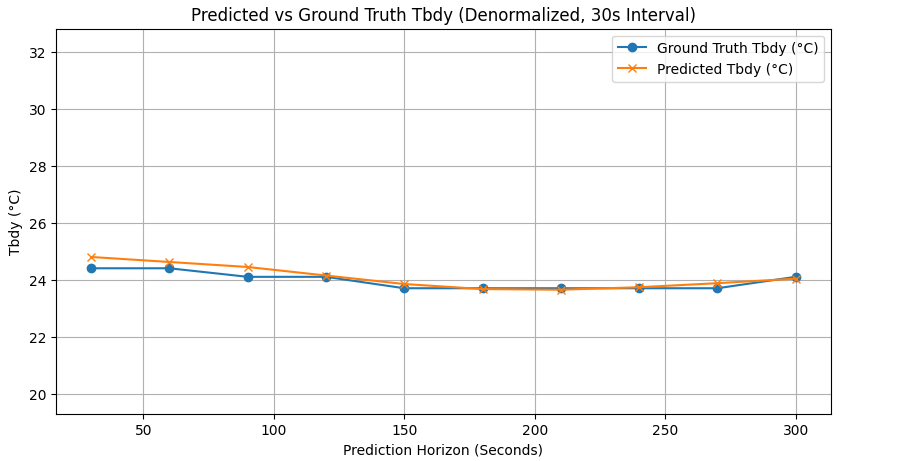 Predicted vs Ground Truth Tbdy (Denormalized, 30s Interval)
Ground Truth Tbdy (°C)
Predicted Tbdy (°C)
Tbdy (°C)
32
30
28
26
24
22
20
50 100 150 200 250 300
Prediction Horizon (Seconds)